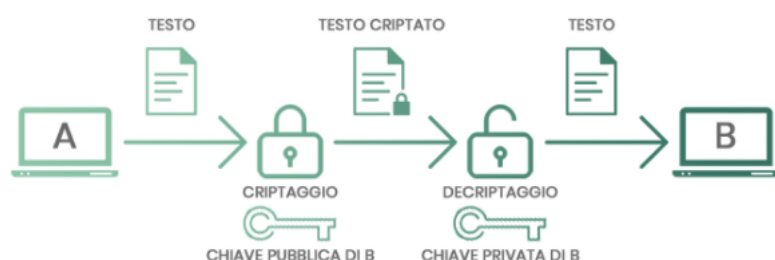 TESTO
TESTO CRIPTATO
TESTO
A
B
CRIPTAGGIO
DECRIPTAGGIO
CHIAVE PUBBLICA DI B
CHIAVE PRIVATA DI B